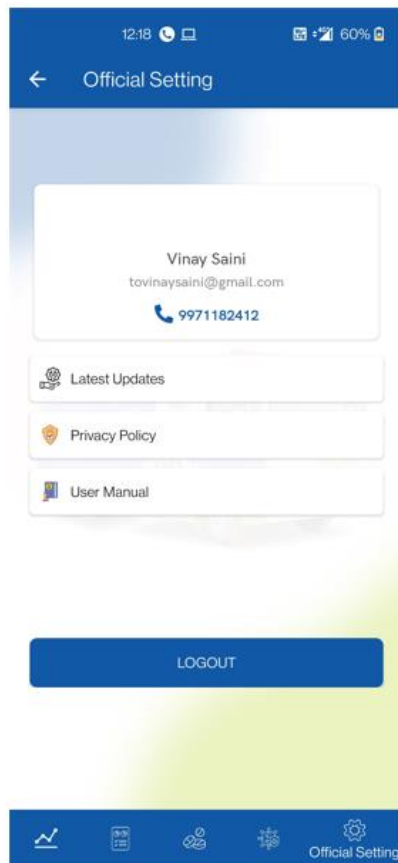 12:18 60%
Official Setting
Vinay Saini
tovinaysaini@gmail.com
9971182412
Latest Updates
Privacy Policy
User Manual
LOGOUT
Official Setting